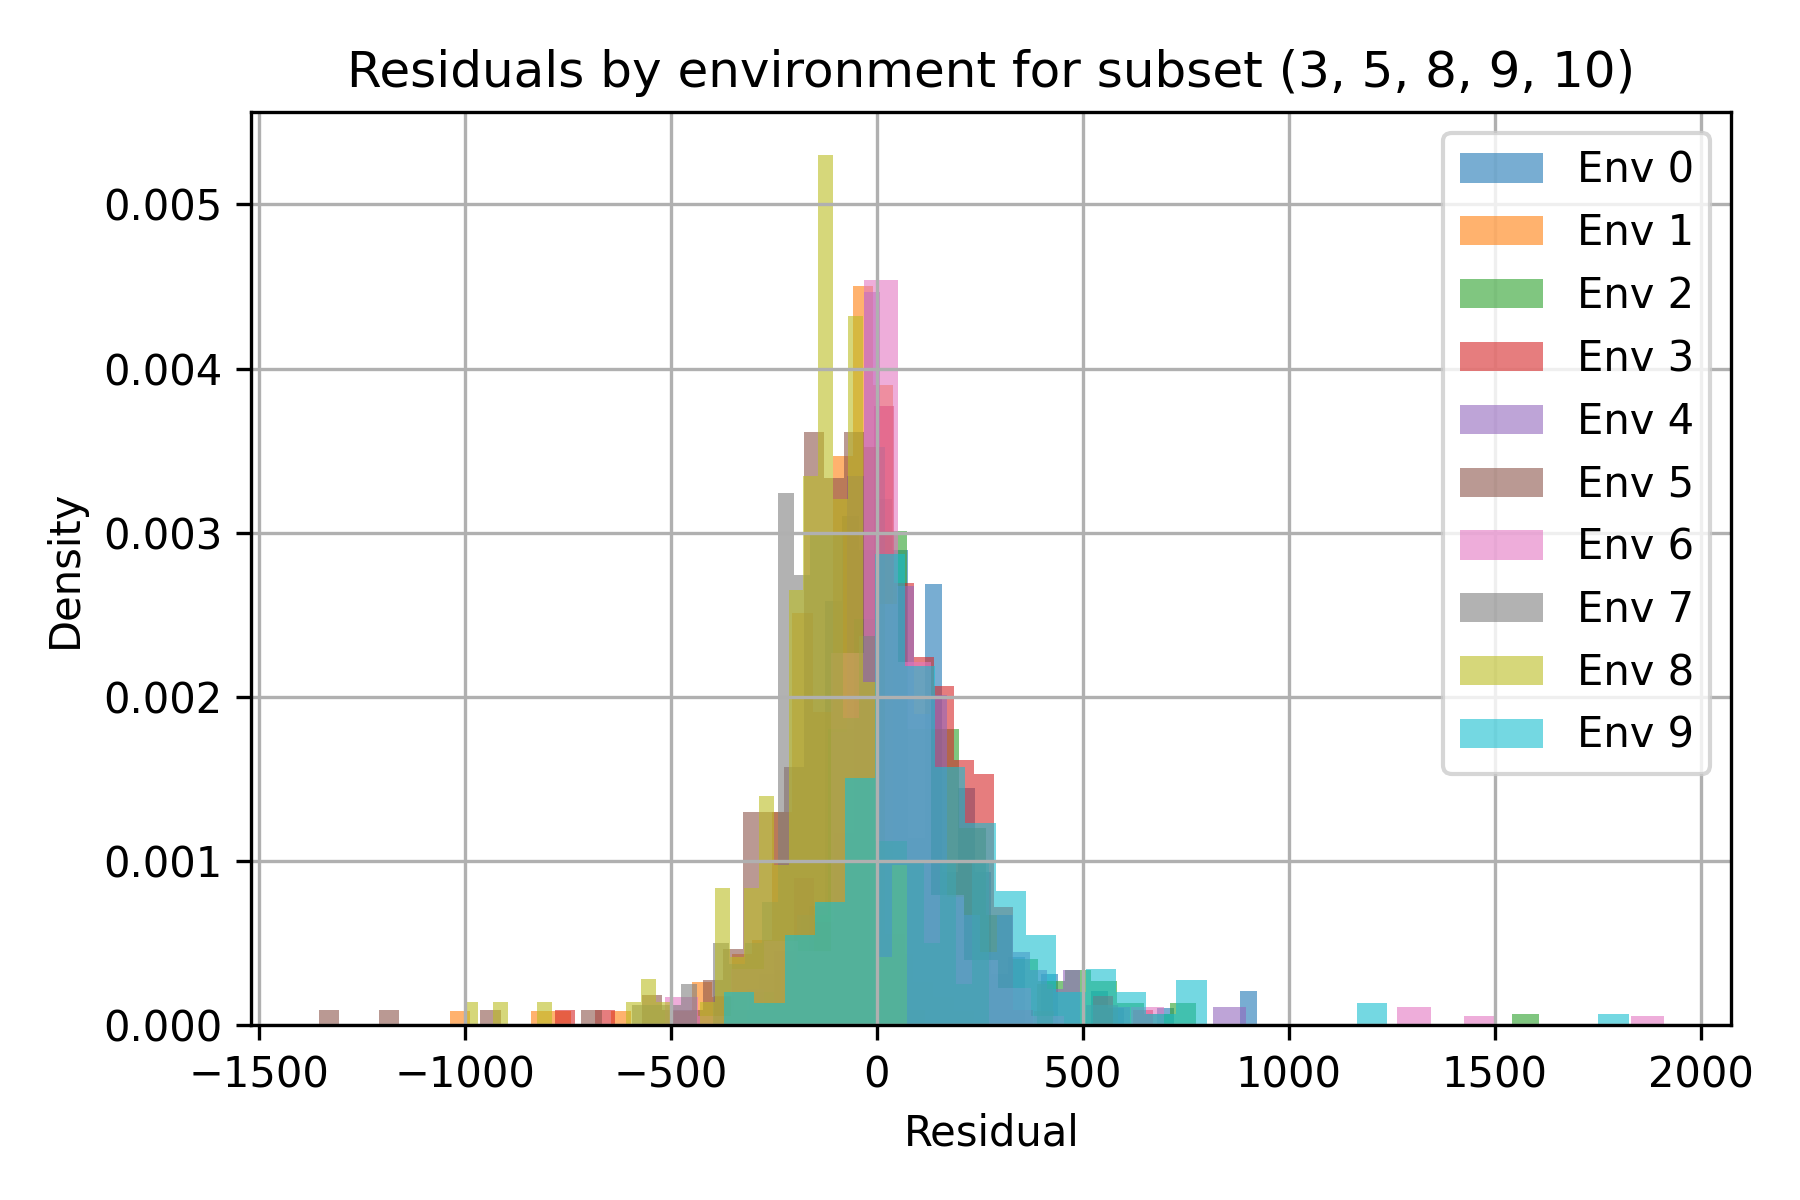 Residuals by environment for subset (3, 5, 8, 9, 10)
Density
0.005
0.004
0.003
0.002
0.001
0.000
−1500
−1000
−500
0
500
1000
1500
2000
Residual
Env 0
Env 1
Env 2
Env 3
Env 4
Env 5
Env 6
Env 7
Env 8
Env 9